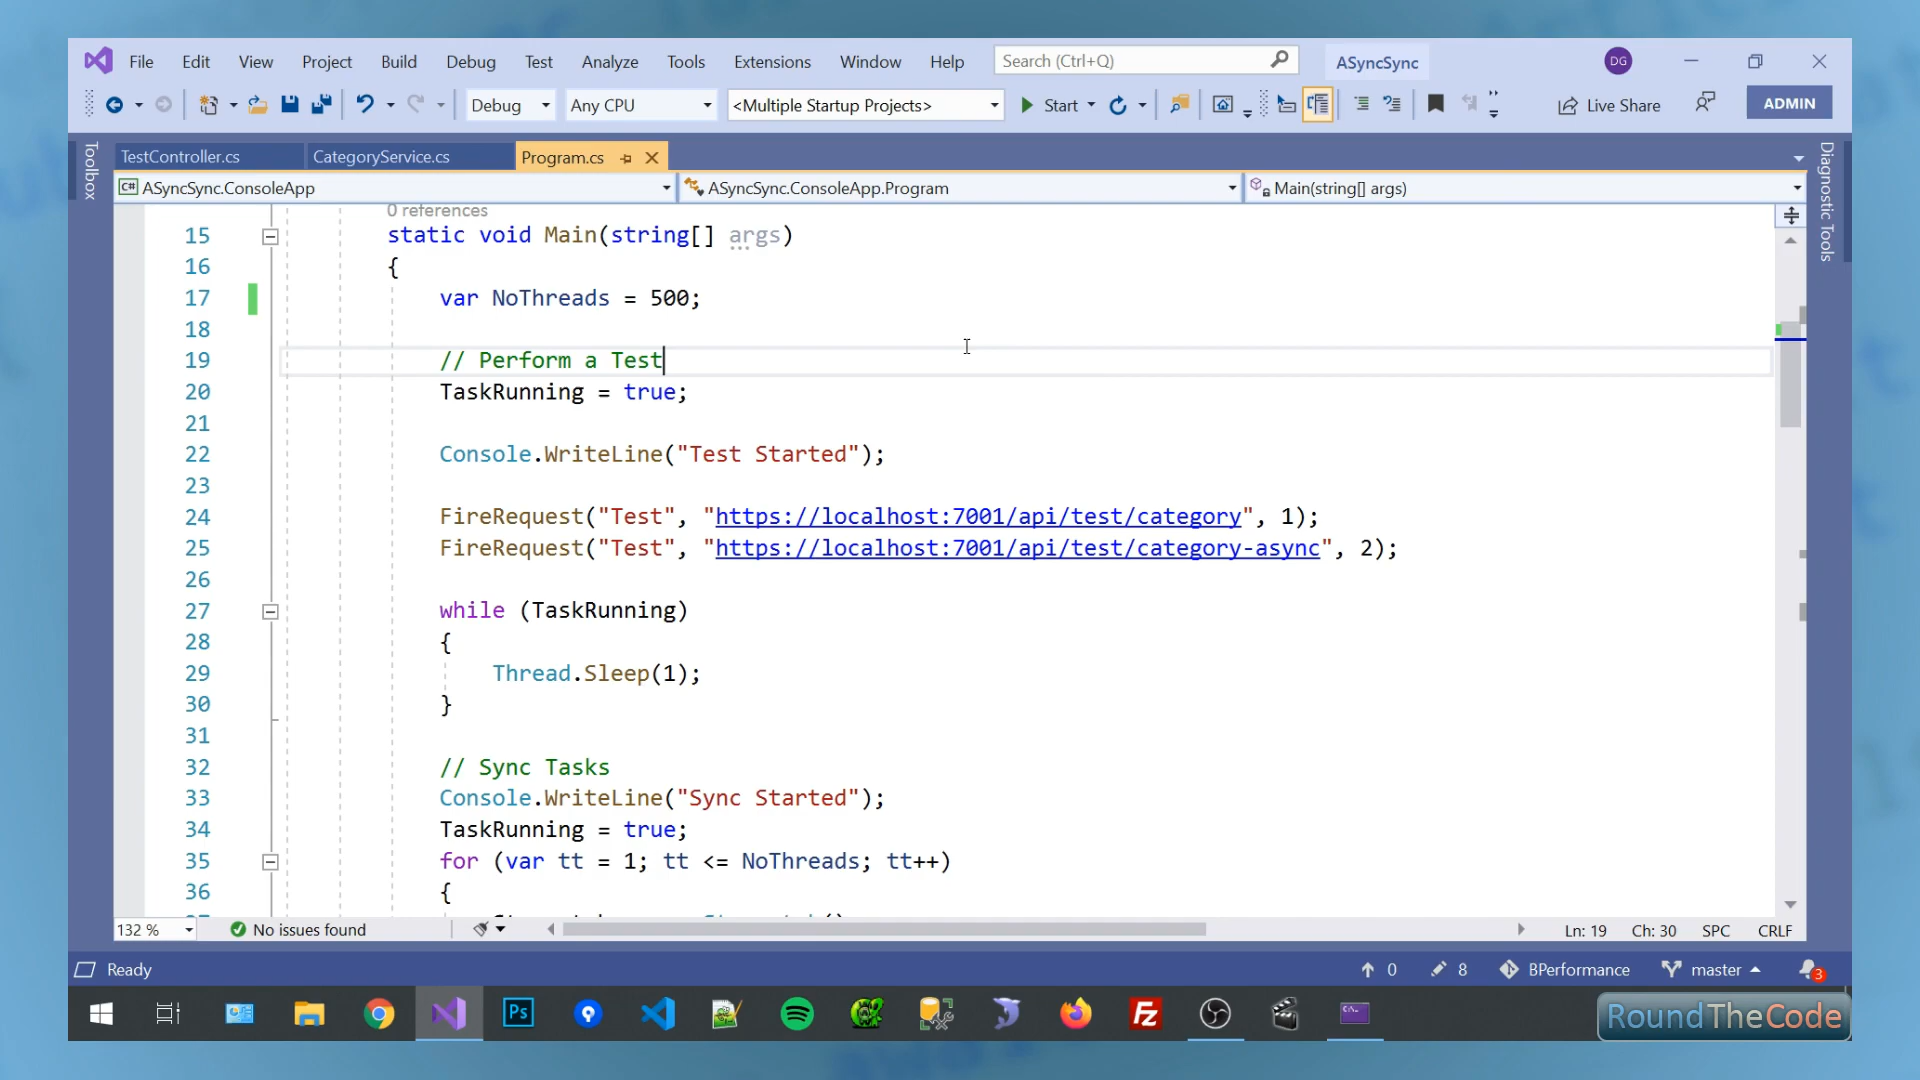 File Edit View Project Build Debug Test Analyze Tools Extensions Window Help Search (Ctrl+Q) ASyncSync DG
Debug Any CPU <Multiple Startup Projects> Start Live Share ADMIN
Toolbox
TestController.cs CategoryService.cs Program.cs
Diagnostic Tools
C# ASyncSync.ConsoleApp ASyncSync.ConsoleApp.Program Main(string[] args)
0 references
15 static void Main(string[] args)
16 {
17 var NoThreads = 500;
18
19 // Perform a Test
20 TaskRunning = true;
21
22 Console.WriteLine("Test Started");
23
24 FireRequest("Test", "https://localhost:7001/api/test/category", 1);
25 FireRequest("Test", "https://localhost:7001/api/test/category-async", 2);
26
27 while (TaskRunning)
28 {
29 Thread.Sleep(1);
30 }
31
32 // Sync Tasks
33 Console.WriteLine("Sync Started");
34 TaskRunning = true;
35 for (var tt = 1; tt <= NoThreads; tt++)
36 {
132 % No issues found Ln: 19 Ch: 30 SPC CRLF
Ready 0 8 BPerformance master 3
Ps FZ RoundTheCode